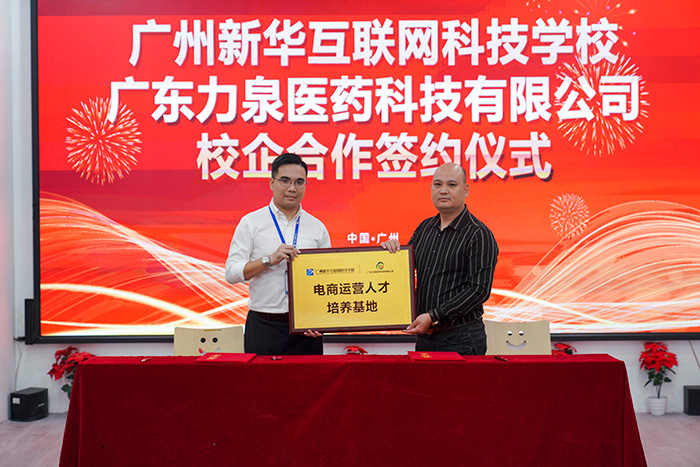 广州新华互联网科技学校
广东力泉医药科技有限公司
校企合作签约仪式
中国·广州
电商运营人才
培养基地